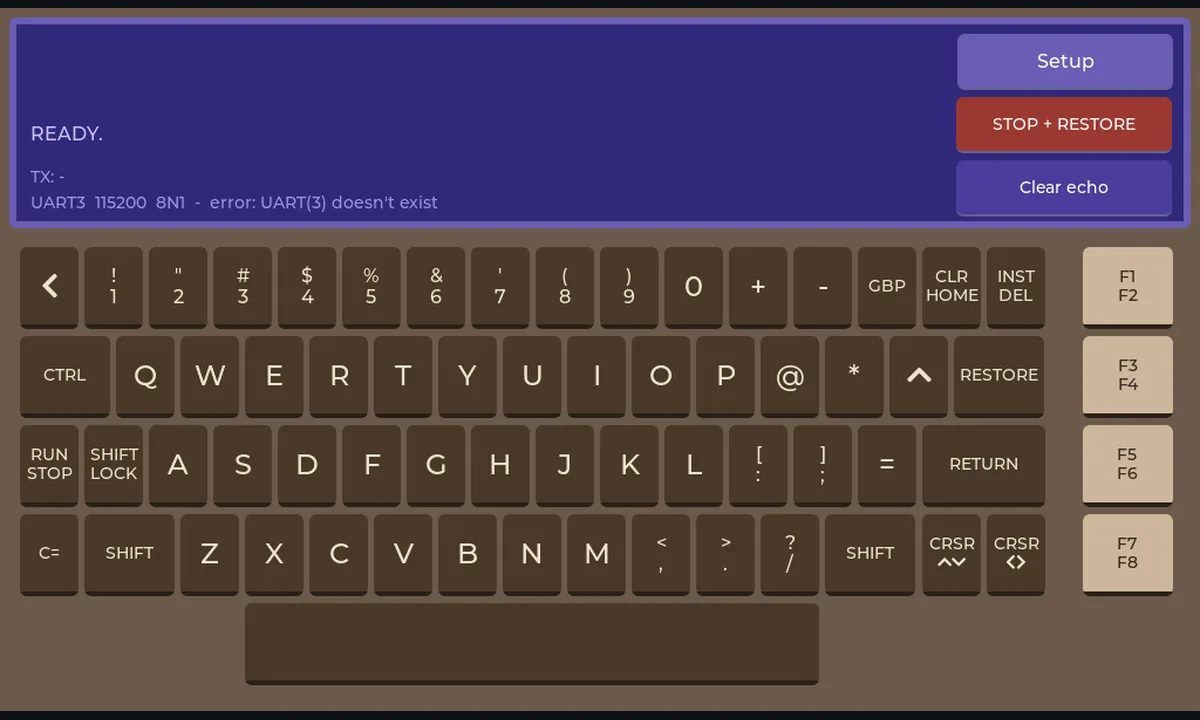 Setup
STOP + RESTORE
READY.
TX: -
Clear echo
UART3 115200 8N1 - error: UART(3) doesn't exist
! " # $ % & ' ( ) CLR INST F1
1 2 3 4 5 6 7 8 9 0 + - GBP HOME DEL F2
CTRL Q W E R T Y U I O P @ * RESTORE F3
F4
RUN SHIFT A S D F G H J K L [ ] = RETURN F5
STOP LOCK : ; F6
C= SHIFT Z X C V B N M < > ? SHIFT CRSR CRSR F7
, . / F8